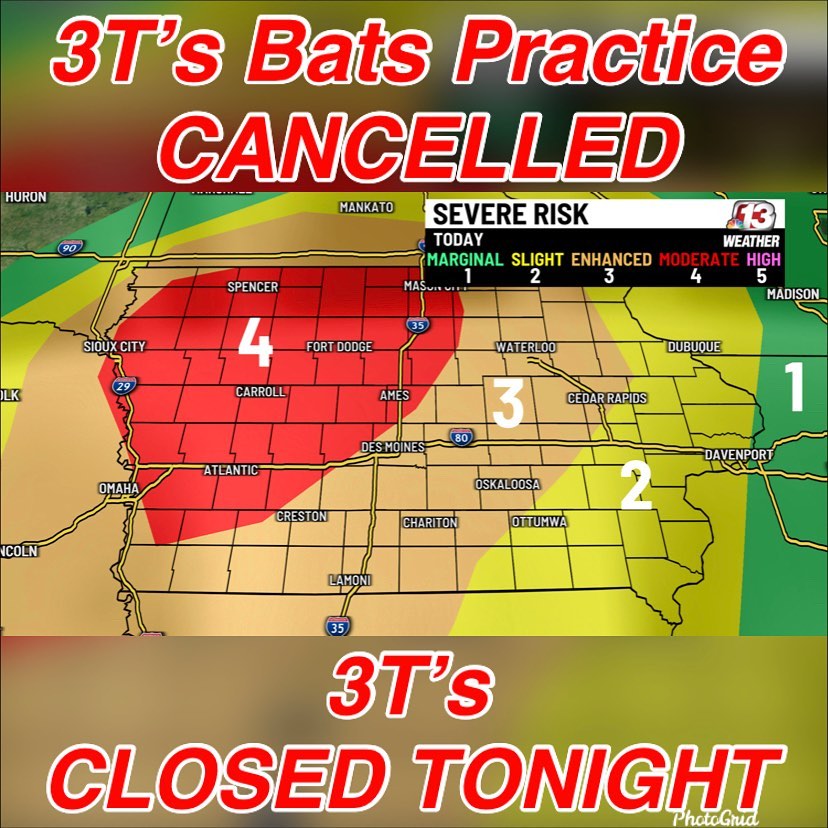 3T's Bats Practice
CANCELLED
HURON
MANKATO
90
SEVERE RISK
13
TODAY
WEATHER
MARGINAL SLIGHT ENHANCED MODERATE HIGH
1 2 3 4 5
SPENCER
MASON CITY
MADISON
4
35
SIOUX CITY
FORT DODGE
WATERLOO
DUBUQUE
1
29
OLK
CARROLL
AMES
3
CEDAR RAPIDS
DES MOINES
80
DAVENPORT
ATLANTIC
OMAHA
OSKALOOSA
2
CRESTON
CHARITON
OTTUMWA
NCOLN
LAMONI
35
3T's
CLOSED TONIGHT
PhotoGrid